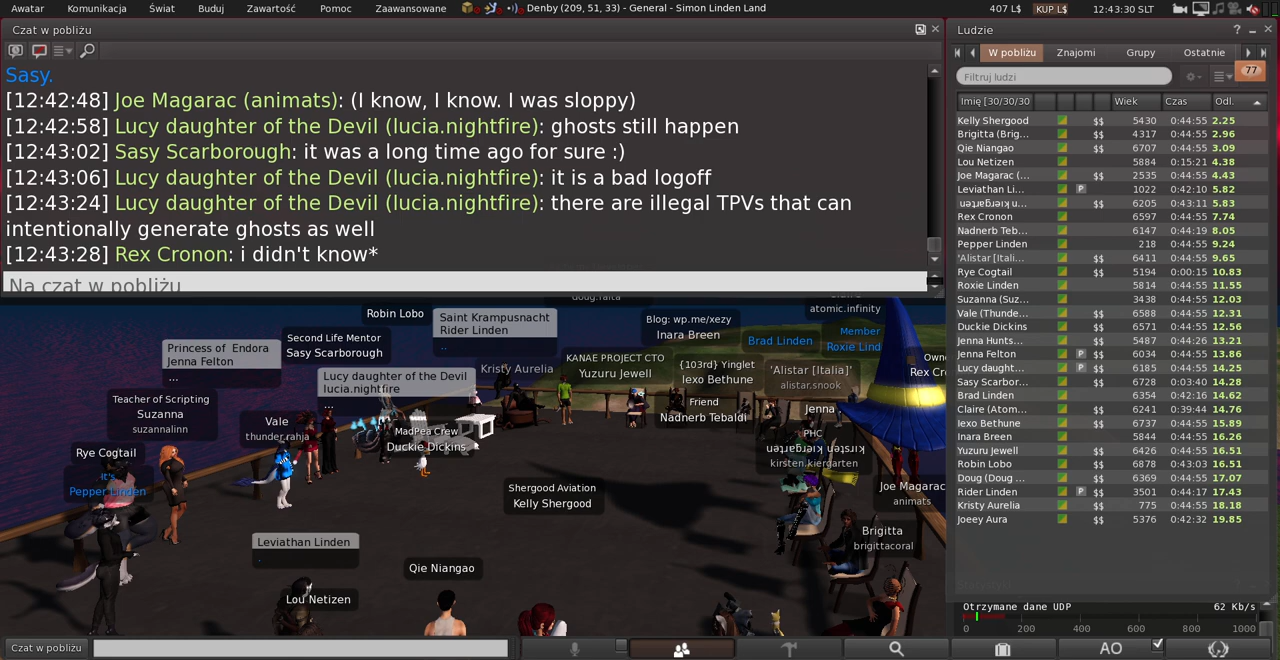 Awatar Komunikacja Świat Buduj Zawartość Pomoc Zaawansowane Denby (209, 51, 33) - General - Simon Linden Land 407 L$ KUP L$ 12:43:30 SLT
Czat w pobliżu
Sasy.
[12:42:48] Joe Magarac (animats): (I know, I know. I was sloppy)
[12:42:58] Lucy daughter of the Devil (lucia.nightfire): ghosts still happen
[12:43:02] Sasy Scarborough: it was a long time ago for sure :)
[12:43:06] Lucy daughter of the Devil (lucia.nightfire): it is a bad logoff
[12:43:24] Lucy daughter of the Devil (lucia.nightfire): there are illegal TPVs that can
intentionally generate ghosts as well
[12:43:28] Rex Cronon: i didn't know*
Na czat w pobliżu
doug.falta
atomic.infinity
Robin Lobo
Saint Krampusnacht
Rider Linden
..
Blog: wp.me/xezy
Inara Breen
Brad Linden
Member
Roxie Lind
Second Life Mentor
Sasy Scarborough
Princess of Endora
Jenna Felton
...
Lucy daughter of the Devil
lucia.nightfire
Kristy Aurelia
KANAE PROJECT CTO
Yuzuru Jewell
{103rd} Yinglet
Iexo Bethune
'Alistar [Italia]'
alistar.snook
Owne
Rex Cro
Teacher of Scripting
Suzanna
suzannalinn
Vale
thunder.rahja
MadPea Crew
Duckie Dickins
Friend
Nadnerb Tebaldi
Jenna
PHC
uǝʇɹɐƃɹǝıʞ uǝʇsɹıʞ
kirsten.kiergarten
Rye Cogtail
It's
Pepper Linden
Shergood Aviation
Kelly Shergood
Joe Magarac
animats
Brigitta
brigittacoral
Leviathan Linden
.
Qie Niangao
Lou Netizen
Czat w pobliżu
AO
Ludzie
W pobliżu Znajomi Grupy Ostatnie
Filtruj ludzi
77
Imię [30/30/30 Wiek Czas Odl.
Kelly Shergood $$ 5430 0:44:55 2.25
Brigitta (Brig... $$ 4317 0:44:55 2.96
Qie Niangao $$ 6707 0:44:55 3.09
Lou Netizen 5884 0:15:21 4.38
Joe Magarac (... $$ 2535 0:44:55 4.43
Leviathan Li... P 1022 0:42:10 5.82
uǝʇɹɐƃɹǝıʞ u... $$ 6205 0:43:11 5.83
Rex Cronon 6597 0:44:55 7.74
Nadnerb Teb... 6147 0:44:19 8.05
Pepper Linden 218 0:44:55 9.24
'Alistar [Itali... $$ 6411 0:44:55 9.65
Rye Cogtail $$ 5194 0:00:15 10.83
Roxie Linden 5814 0:44:55 11.55
Suzanna (Suz... 3438 0:44:55 12.03
Vale (Thunde... $$ 6588 0:44:55 12.31
Duckie Dickins $$ 6571 0:44:55 12.56
Jenna Hunts... $$ 5487 0:44:26 13.21
Jenna Felton P $$ 6034 0:44:55 13.86
Lucy daught... P $$ 6185 0:44:55 14.25
Sasy Scarbor... $$ 6728 0:03:40 14.28
Brad Linden 6354 0:42:16 14.62
Claire (Atom... $$ 6241 0:39:44 14.76
Iexo Bethune $$ 6737 0:44:55 15.89
Inara Breen 5844 0:44:55 16.26
Yuzuru Jewell $$ 6426 0:44:55 16.51
Robin Lobo $$ 6878 0:43:03 16.51
Doug (Doug ... $$ 6369 0:44:55 17.07
Rider Linden P $$ 3501 0:44:17 17.43
Kristy Aurelia $$ 775 0:44:55 18.18
Joeey Aura $$ 5376 0:42:32 19.85
Otrzymane dane UDP 62 Kb/s
0 200 400 600 800 1000